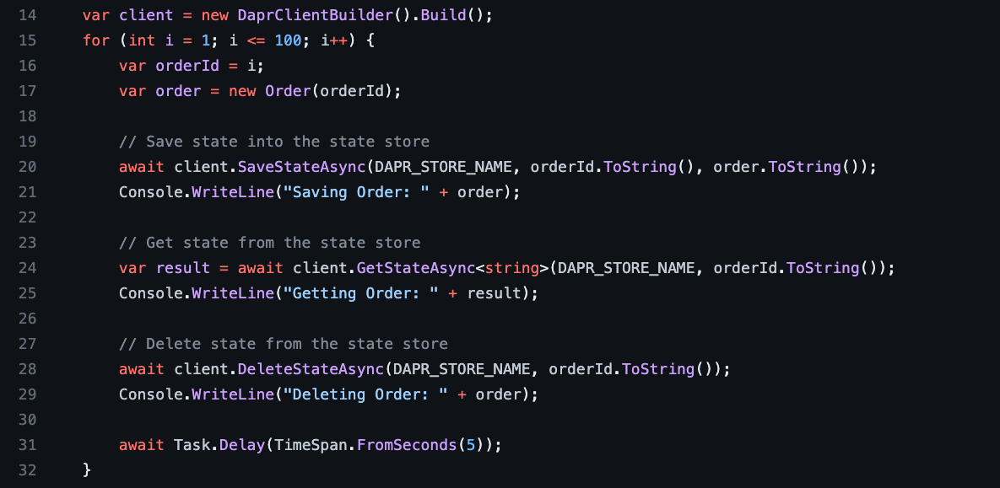 14 var client = new DaprClientBuilder().Build();
15 for (int i = 1; i <= 100; i++) {
16 var orderId = i;
17 var order = new Order(orderId);
18
19 // Save state into the state store
20 await client.SaveStateAsync(DAPR_STORE_NAME, orderId.ToString(), order.ToString());
21 Console.WriteLine("Saving Order: " + order);
22
23 // Get state from the state store
24 var result = await client.GetStateAsync<string>(DAPR_STORE_NAME, orderId.ToString());
25 Console.WriteLine("Getting Order: " + result);
26
27 // Delete state from the state store
28 await client.DeleteStateAsync(DAPR_STORE_NAME, orderId.ToString());
29 Console.WriteLine("Deleting Order: " + order);
30
31 await Task.Delay(TimeSpan.FromSeconds(5));
32 }